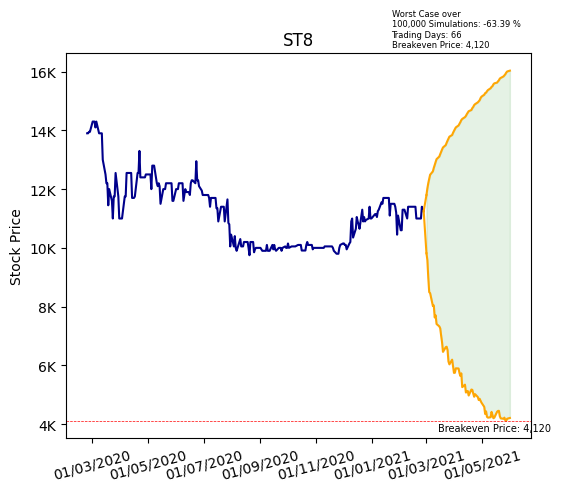 Worst Case over
100,000 Simulations: -63.39 %
Trading Days: 66
Breakeven Price: 4,120
ST8
Stock Price
16K
14K
12K
10K
8K
6K
4K
Breakeven Price: 4,120
01/03/2020
01/05/2020
01/07/2020
01/09/2020
01/11/2020
01/01/2021
01/03/2021
01/05/2021